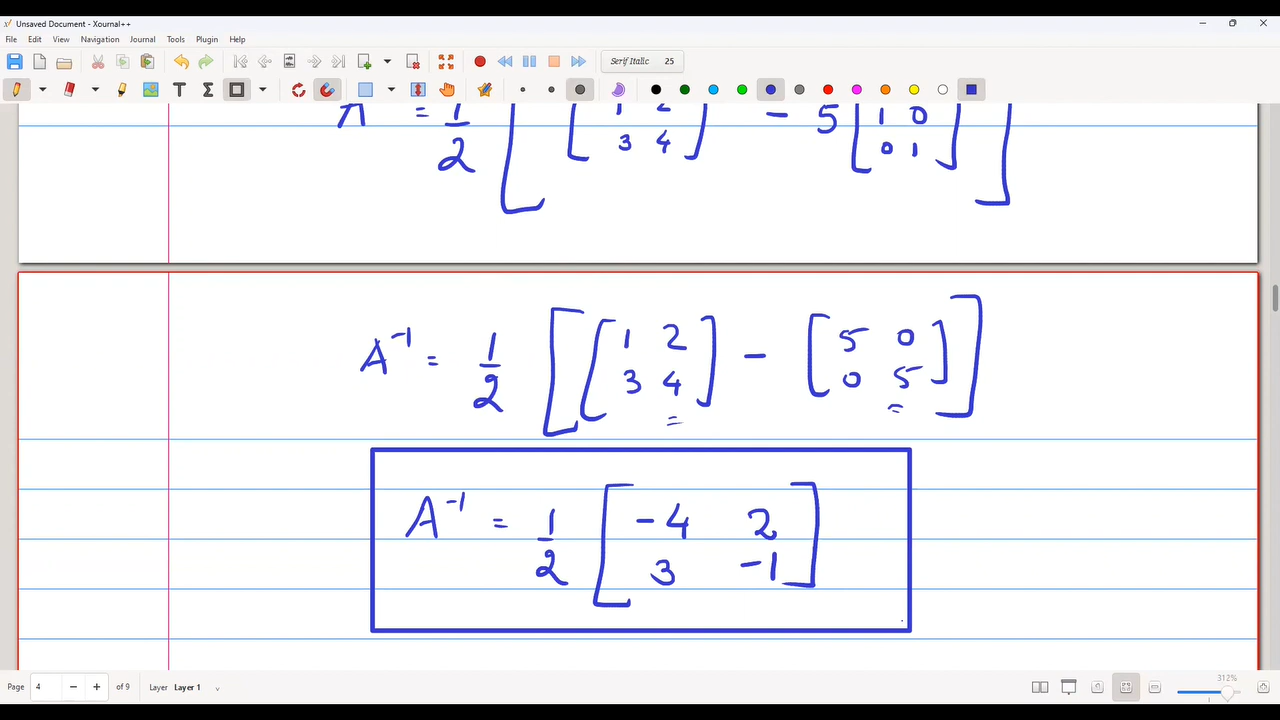 Unsaved Document - Xournal++
File Edit View Navigation Journal Tools Plugin Help
Serif Italic 25
A = 1/2 [ [ 1 2 ; 3 4 ] - 5 [ 1 0 ; 0 1 ] ]
A⁻¹ = 1/2 [ [ 1 2 ; 3 4 ] - [ 5 0 ; 0 5 ] ]
A⁻¹ = 1/2 [ -4 2 ; 3 -1 ]
Page 4 of 9 Layer Layer 1 312%